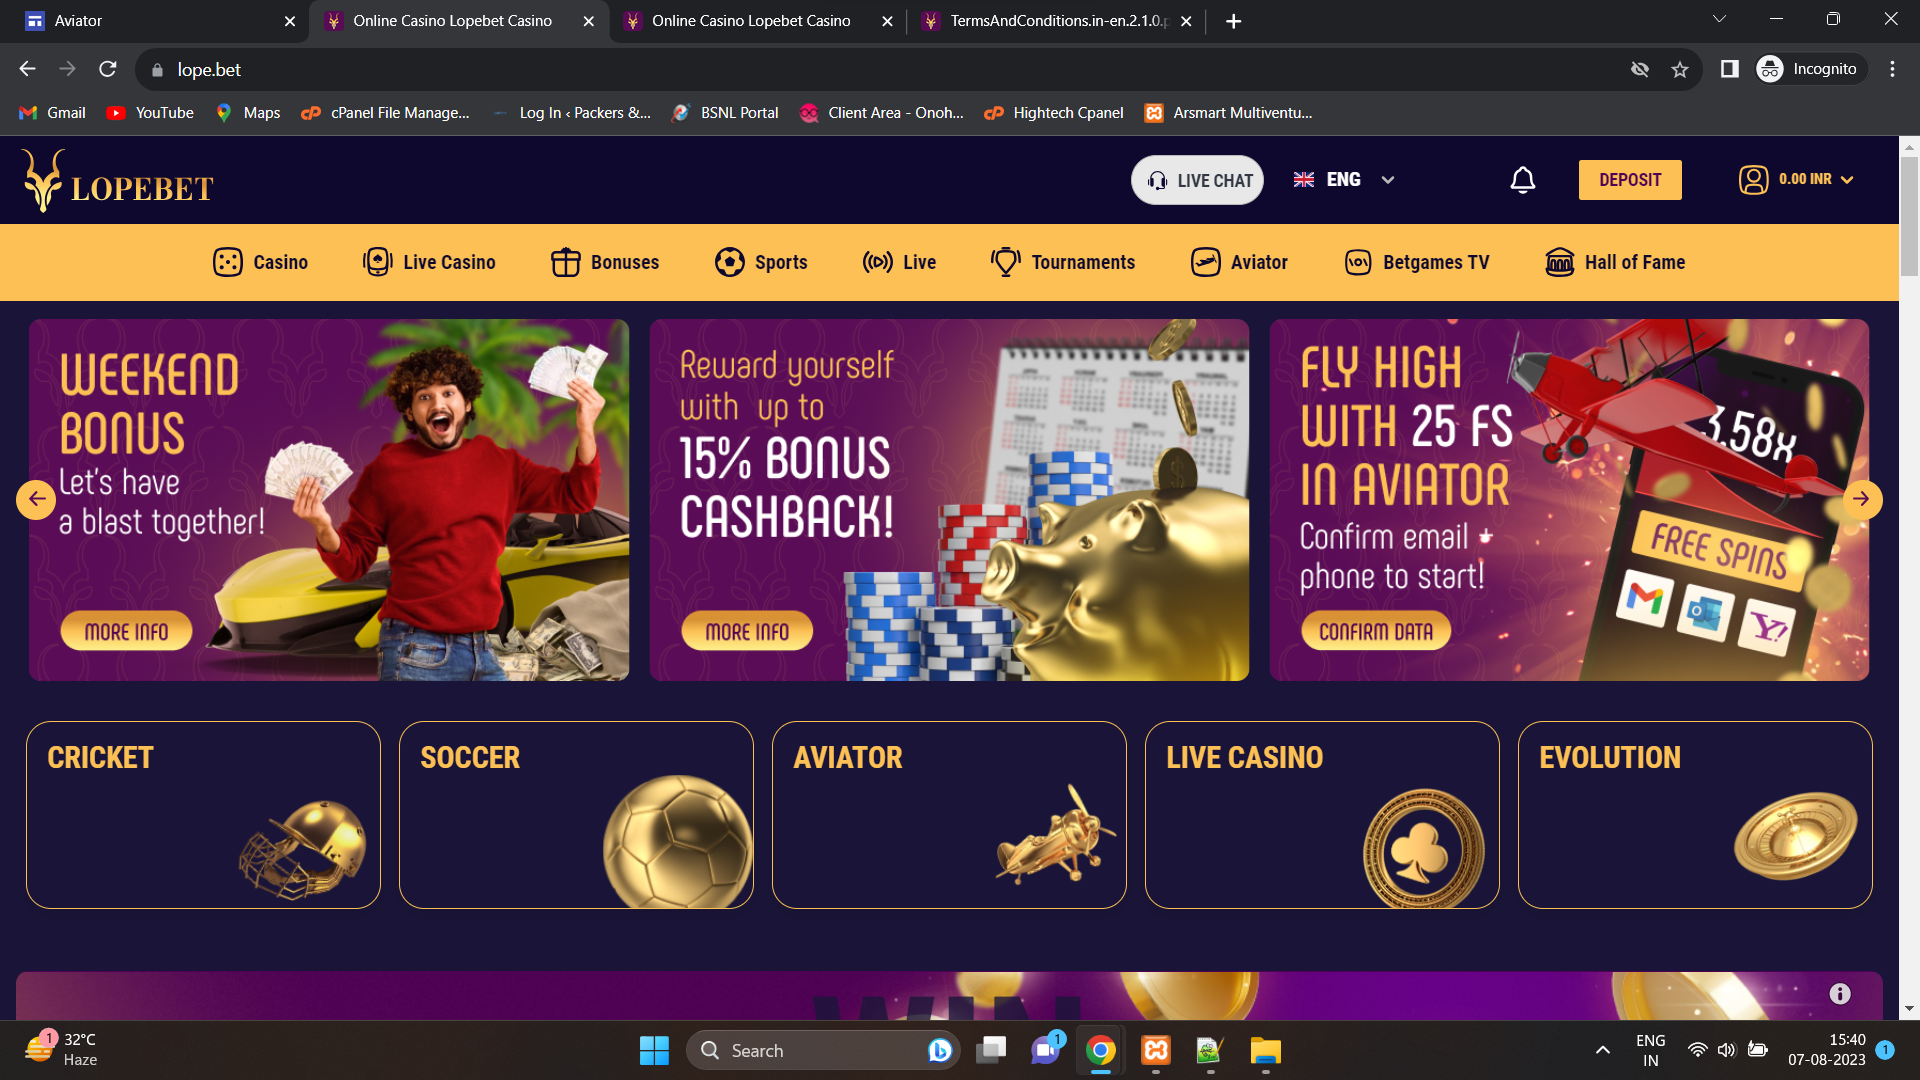 Aviator
Online Casino Lopebet Casino
Online Casino Lopebet Casino
TermsAndConditions.in-en.2.1.0.p
lope.bet
Incognito
Gmail
YouTube
Maps
cPanel File Manage...
Log In ‹ Packers &...
BSNL Portal
Client Area - Onoh...
Hightech Cpanel
Arsmart Multiventu...
LOPEBET
LIVE CHAT
ENG
DEPOSIT
0.00 INR
Casino
Live Casino
Bonuses
Sports
Live
Tournaments
Aviator
Betgames TV
Hall of Fame
WEEKEND
BONUS
Let's have
a blast together!
MORE INFO
Reward yourself
with up to
15% BONUS
CASHBACK!
MORE INFO
FLY HIGH
WITH 25 FS
IN AVIATOR
Confirm email +
phone to start!
CONFIRM DATA
3,58x
FREE SPINS
CRICKET
SOCCER
AVIATOR
LIVE CASINO
EVOLUTION
WIN
1
32°C
Haze
Search
1
ENG
IN
15:40
07-08-2023
1